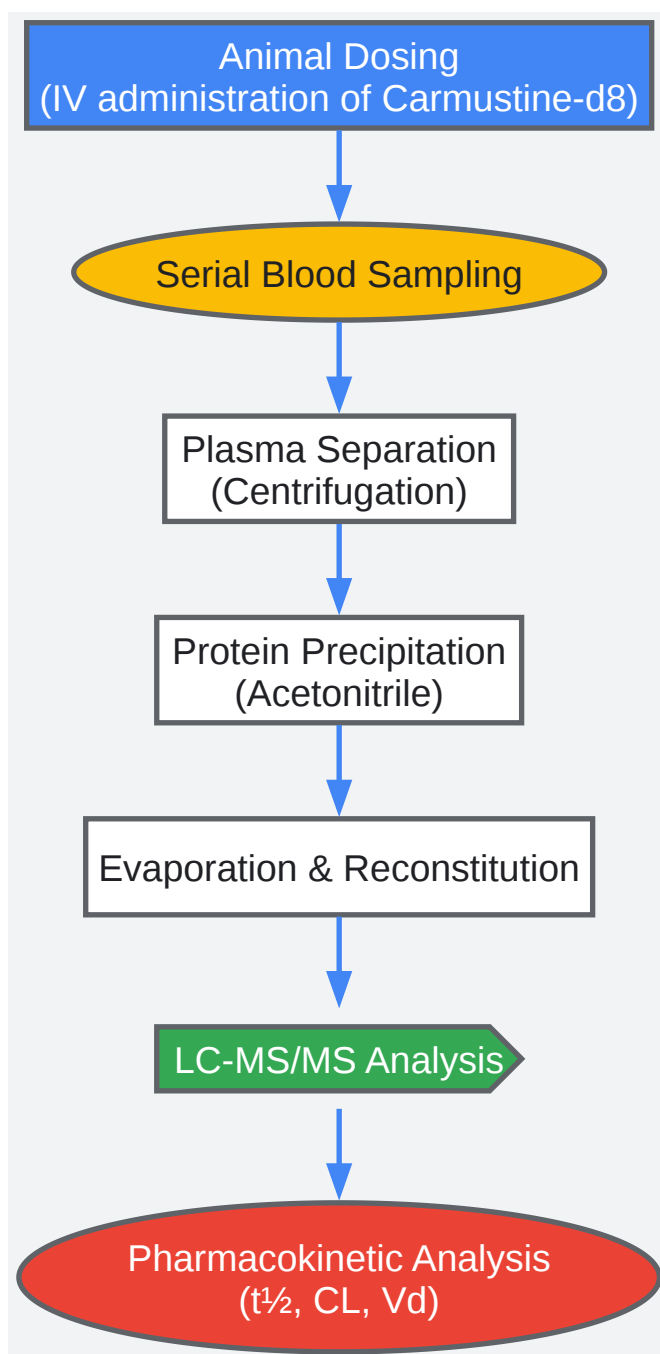 Animal Dosing
(IV administration of Carmustine-d8)
Serial Blood Sampling
Plasma Separation
(Centrifugation)
Protein Precipitation
(Acetonitrile)
Evaporation & Reconstitution
LC-MS/MS Analysis
Pharmacokinetic Analysis
(t½, CL, Vd)